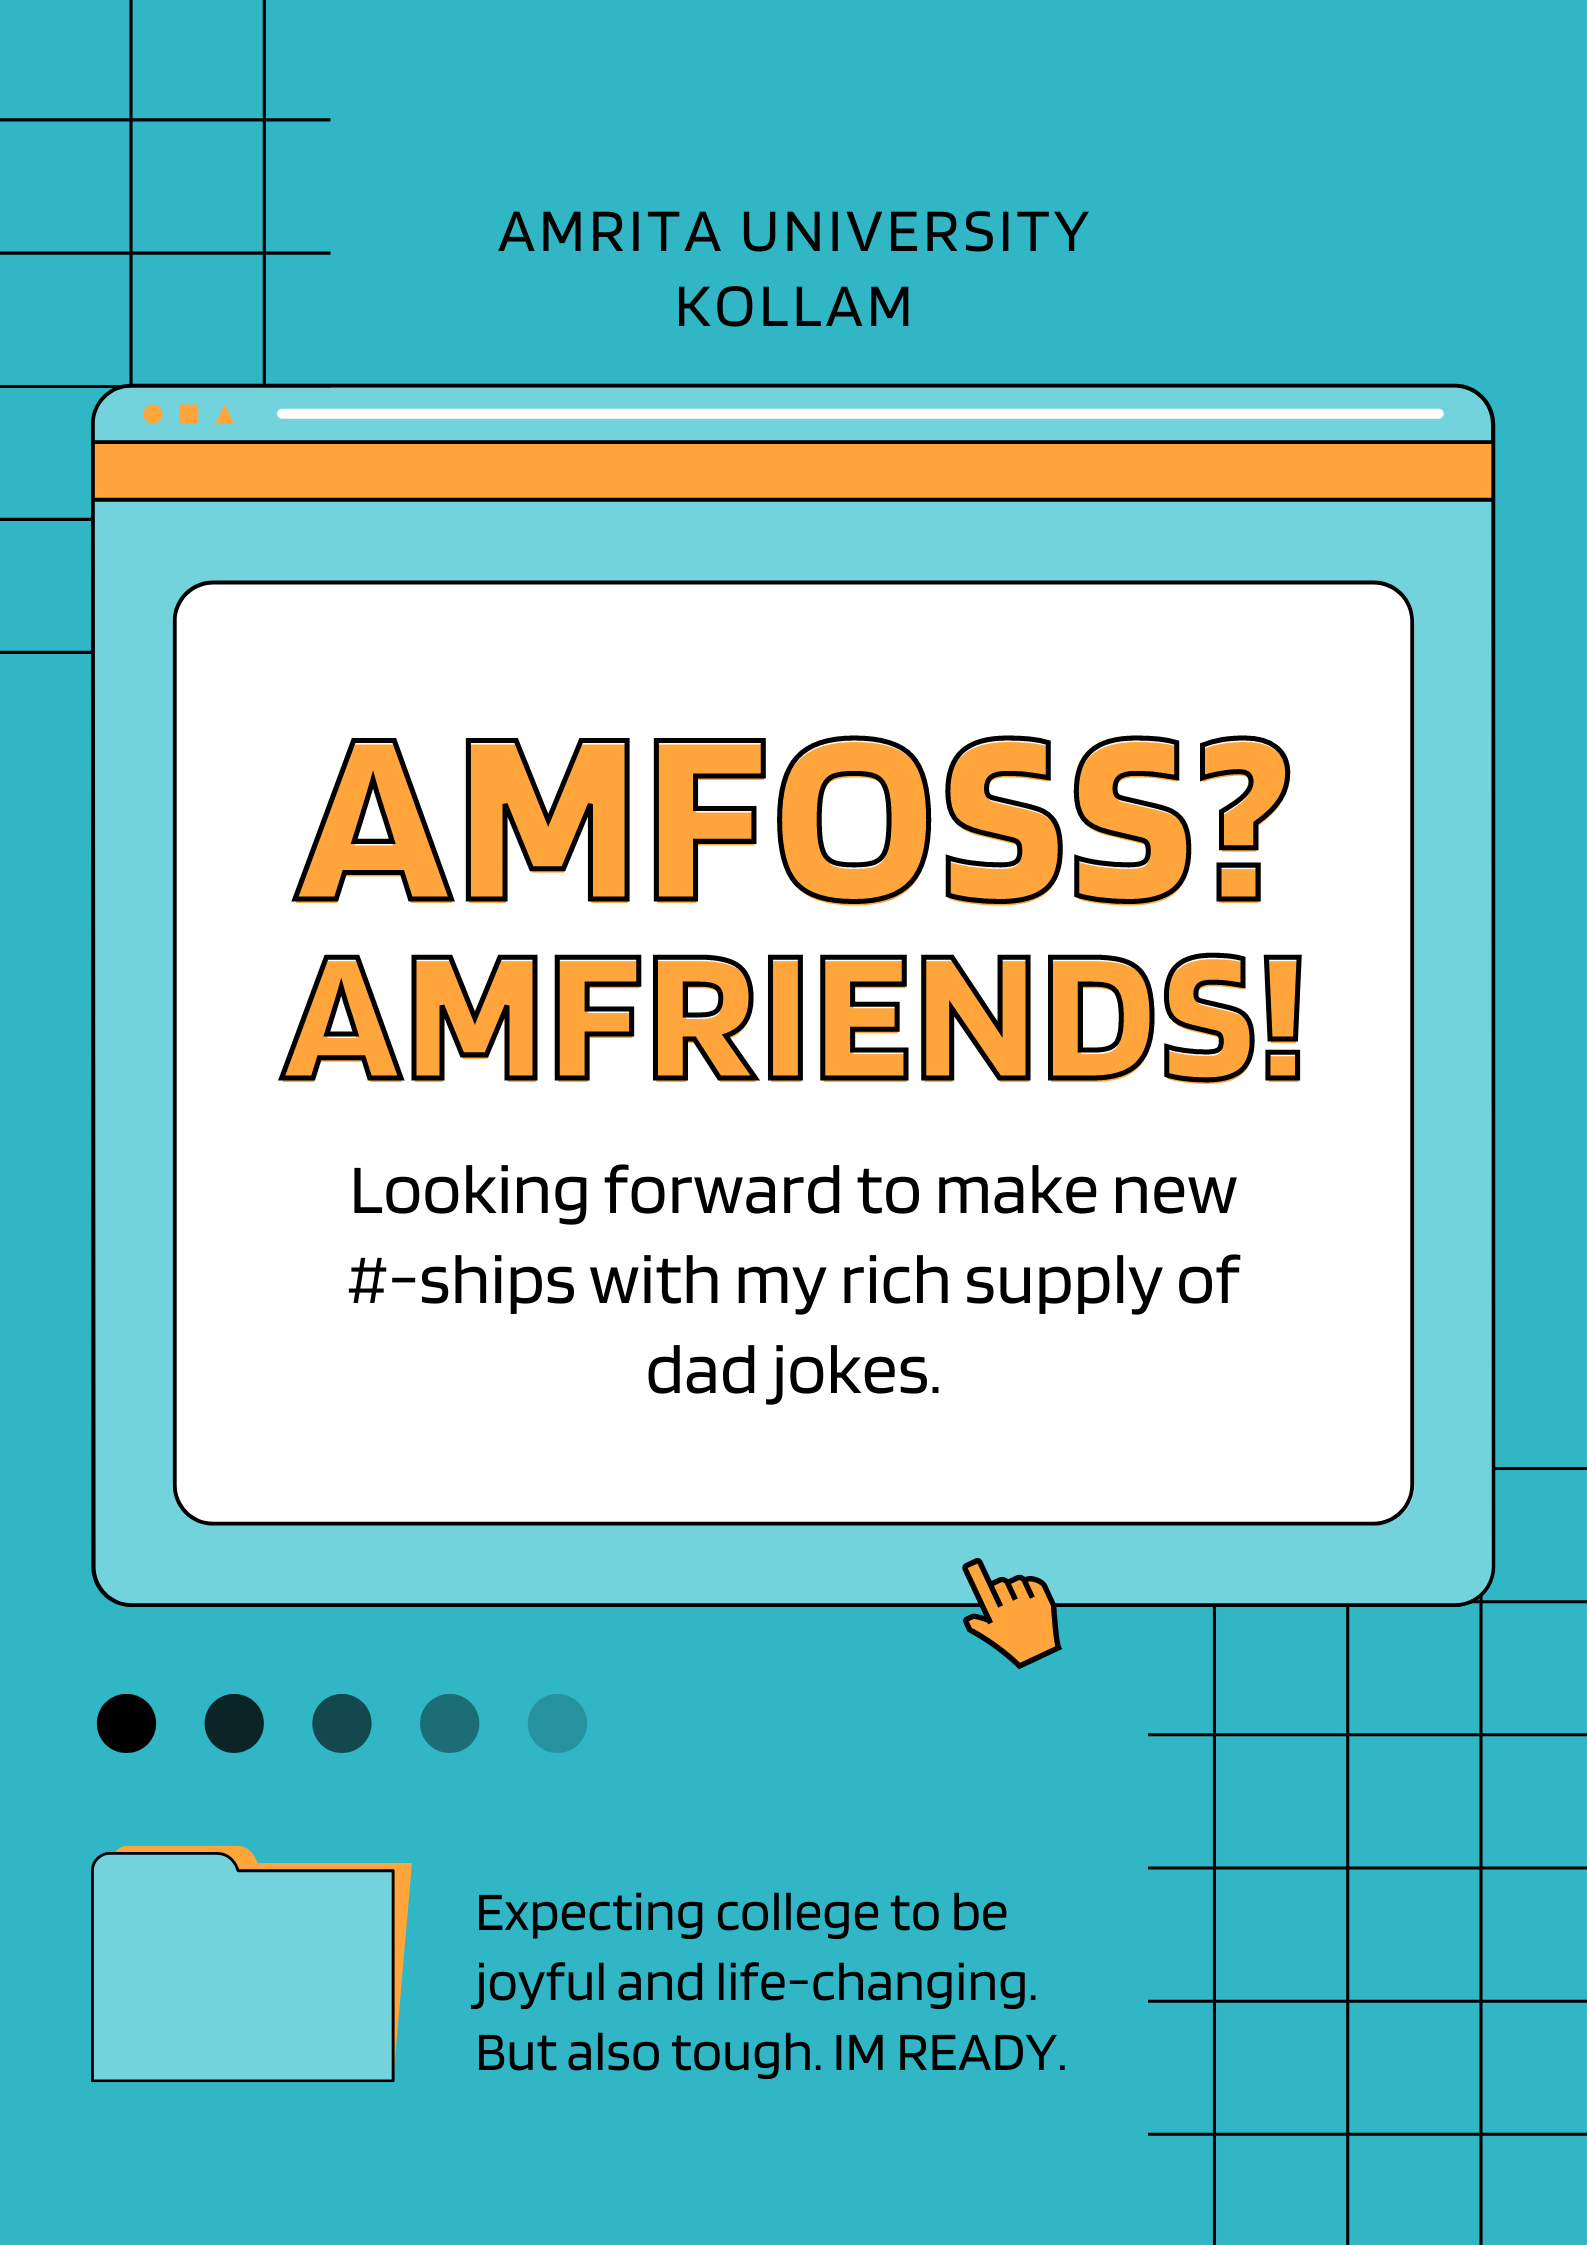 AMRITA UNIVERSITY
KOLLAM
AMFOSS?
AMFRIENDS!
Looking forward to make new
#-ships with my rich supply of
dad jokes.
Expecting college to be
joyful and life-changing.
But also tough. IM READY.